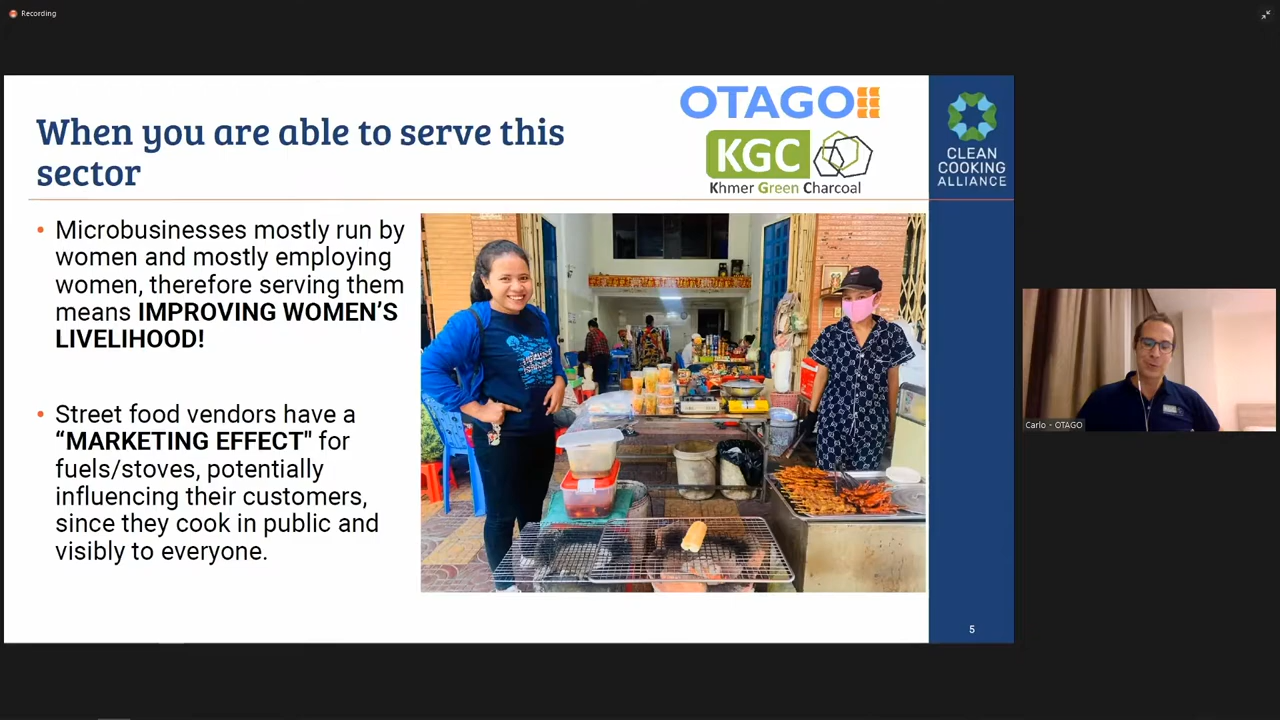 Recording
When you are able to serve this
sector
OTAGO
KGC
Khmer Green Charcoal
CLEAN
COOKING
ALLIANCE
• Microbusinesses mostly run by
women and mostly employing
women, therefore serving them
means IMPROVING WOMEN’S
LIVELIHOOD!
• Street food vendors have a
“MARKETING EFFECT" for
fuels/stoves, potentially
influencing their customers,
since they cook in public and
visibly to everyone.
5
Carlo - OTAGO